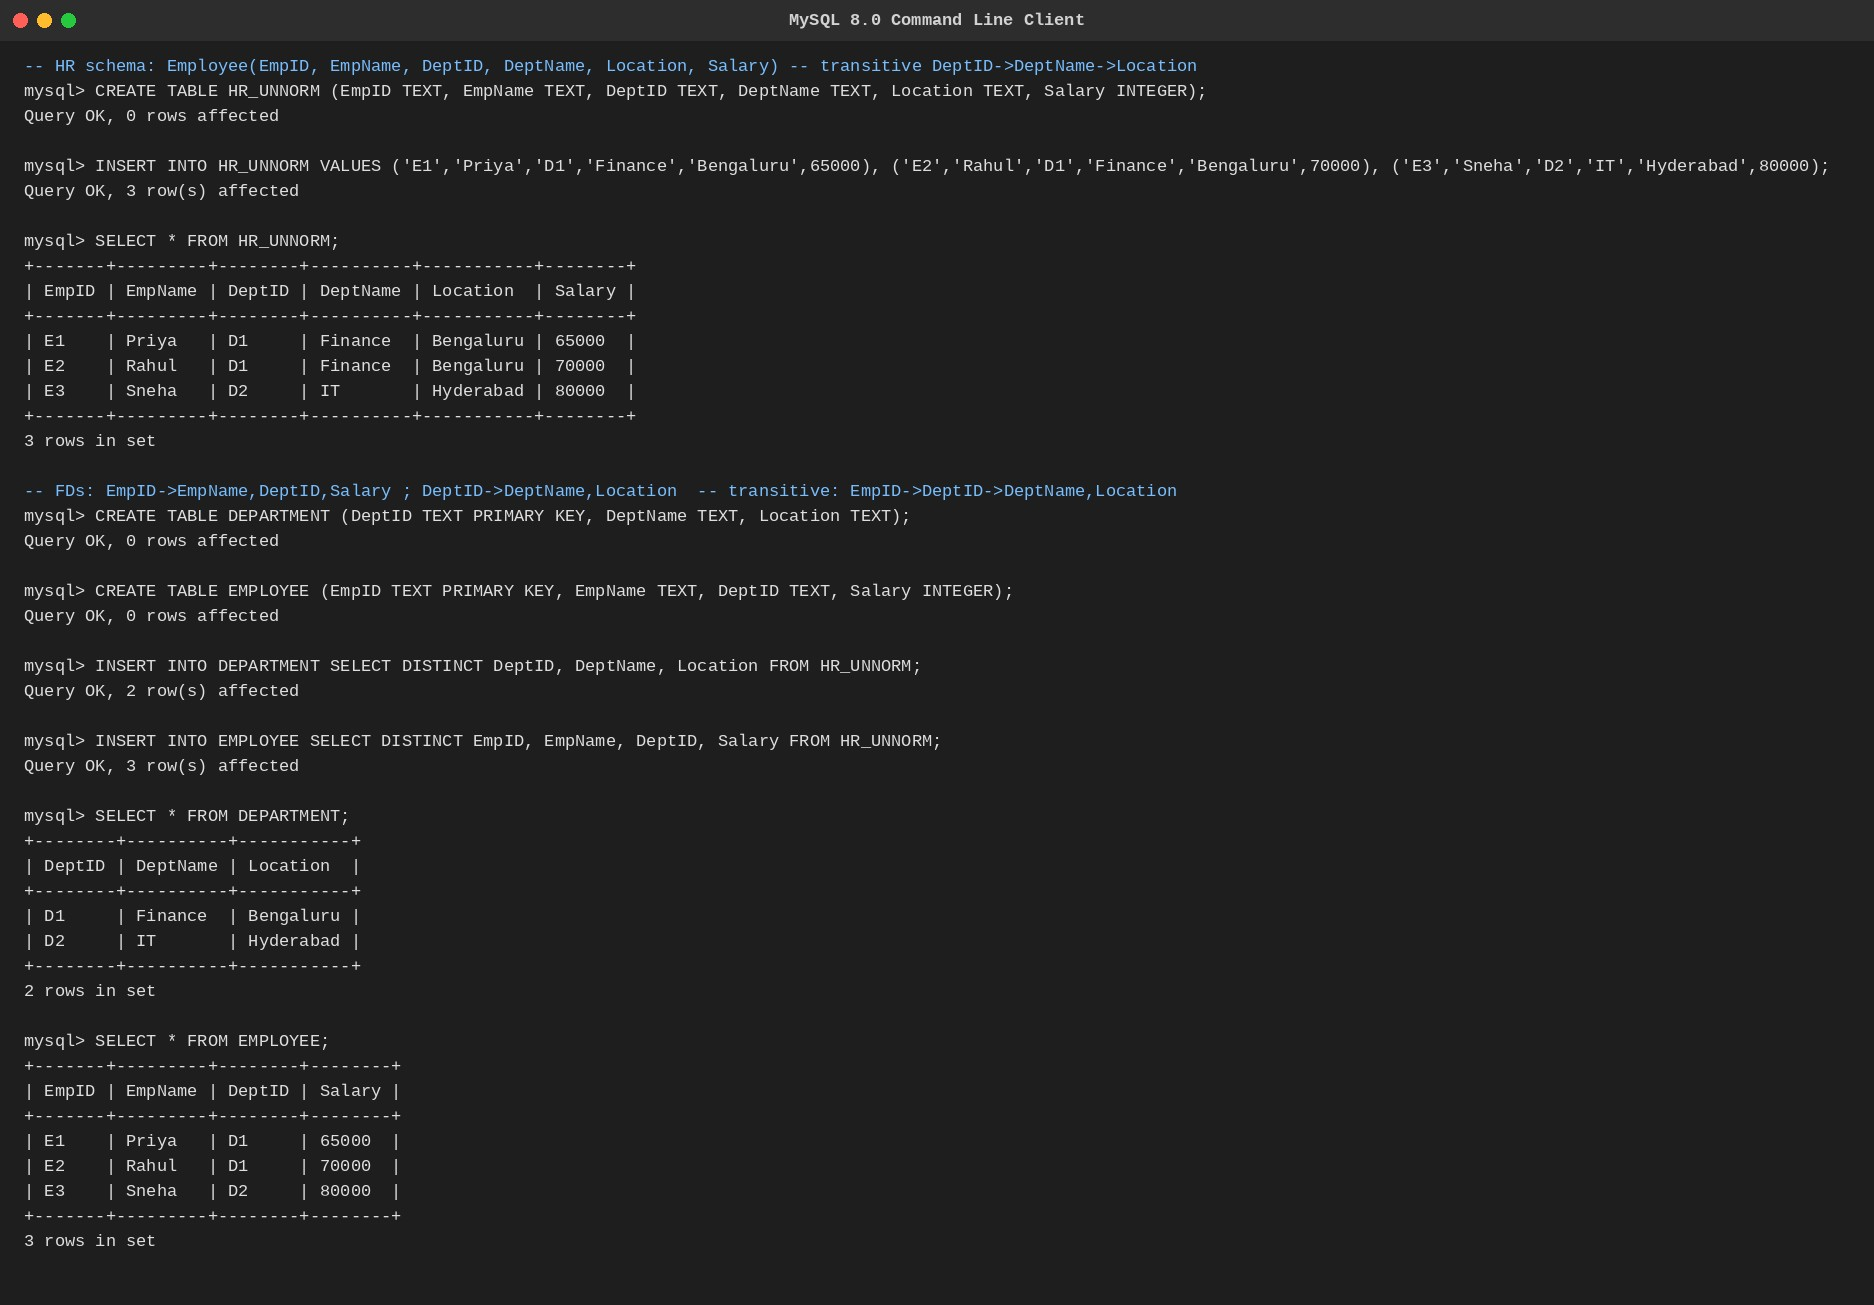 MySQL 8.0 Command Line Client
-- HR schema: Employee(EmpID, EmpName, DeptID, DeptName, Location, Salary) -- transitive DeptID->DeptName->Location
mysql> CREATE TABLE HR_UNNORM (EmpID TEXT, EmpName TEXT, DeptID TEXT, DeptName TEXT, Location TEXT, Salary INTEGER);
Query OK, 0 rows affected

mysql> INSERT INTO HR_UNNORM VALUES ('E1','Priya','D1','Finance','Bengaluru',65000), ('E2','Rahul','D1','Finance','Bengaluru',70000), ('E3','Sneha','D2','IT','Hyderabad',80000);
Query OK, 3 row(s) affected

mysql> SELECT * FROM HR_UNNORM;
+-------+---------+--------+----------+-----------+--------+
| EmpID | EmpName | DeptID | DeptName | Location  | Salary |
+-------+---------+--------+----------+-----------+--------+
| E1    | Priya   | D1     | Finance  | Bengaluru | 65000  |
| E2    | Rahul   | D1     | Finance  | Bengaluru | 70000  |
| E3    | Sneha   | D2     | IT       | Hyderabad | 80000  |
+-------+---------+--------+----------+-----------+--------+
3 rows in set

-- FDs: EmpID->EmpName,DeptID,Salary ; DeptID->DeptName,Location  -- transitive: EmpID->DeptID->DeptName,Location
mysql> CREATE TABLE DEPARTMENT (DeptID TEXT PRIMARY KEY, DeptName TEXT, Location TEXT);
Query OK, 0 rows affected

mysql> CREATE TABLE EMPLOYEE (EmpID TEXT PRIMARY KEY, EmpName TEXT, DeptID TEXT, Salary INTEGER);
Query OK, 0 rows affected

mysql> INSERT INTO DEPARTMENT SELECT DISTINCT DeptID, DeptName, Location FROM HR_UNNORM;
Query OK, 2 row(s) affected

mysql> INSERT INTO EMPLOYEE SELECT DISTINCT EmpID, EmpName, DeptID, Salary FROM HR_UNNORM;
Query OK, 3 row(s) affected

mysql> SELECT * FROM DEPARTMENT;
+--------+----------+-----------+
| DeptID | DeptName | Location  |
+--------+----------+-----------+
| D1     | Finance  | Bengaluru |
| D2     | IT       | Hyderabad |
+--------+----------+-----------+
2 rows in set

mysql> SELECT * FROM EMPLOYEE;
+-------+---------+--------+--------+
| EmpID | EmpName | DeptID | Salary |
+-------+---------+--------+--------+
| E1    | Priya   | D1     | 65000  |
| E2    | Rahul   | D1     | 70000  |
| E3    | Sneha   | D2     | 80000  |
+-------+---------+--------+--------+
3 rows in set